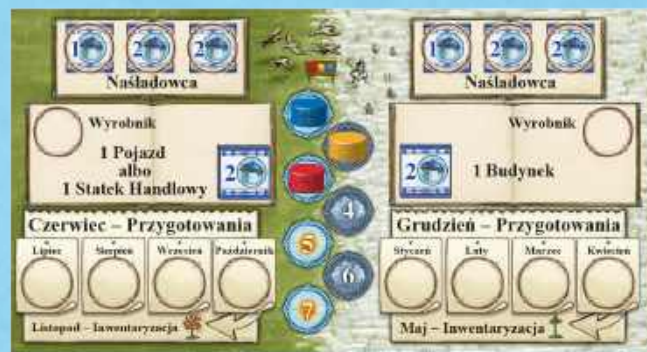 1 2 2
Naśladowca
Wyrobnik
1 Pojazd
albo
1 Statek Handlowy
2
Czerwiec – Przygotowania
Lipiec Sierpień Wrzesień Październik
Listopad – Inwentaryzacja
4
5
6
7
1 2 2
Naśladowca
Wyrobnik
2
1 Budynek
Grudzień – Przygotowania
Styczeń Luty Marzec Kwiecień
Maj – Inwentaryzacja